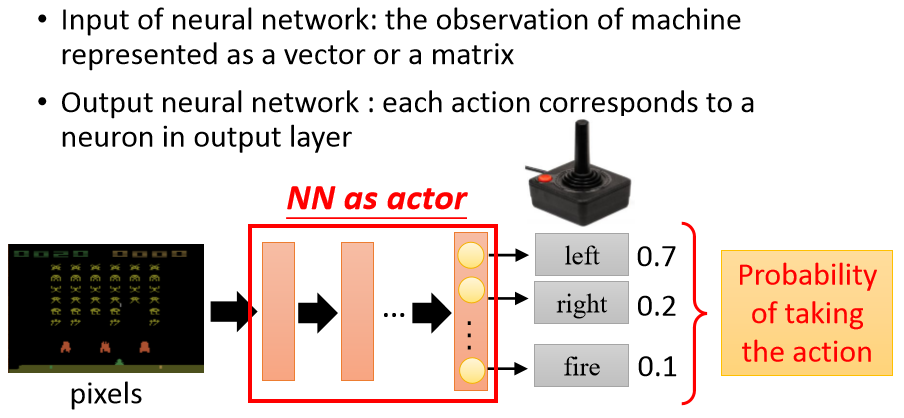 • Input of neural network: the observation of machine
represented as a vector or a matrix
• Output neural network : each action corresponds to a
neuron in output layer
NN as actor
0020 0000
left 0.7
right 0.2
...
fire 0.1
Probability
of taking
the action
pixels